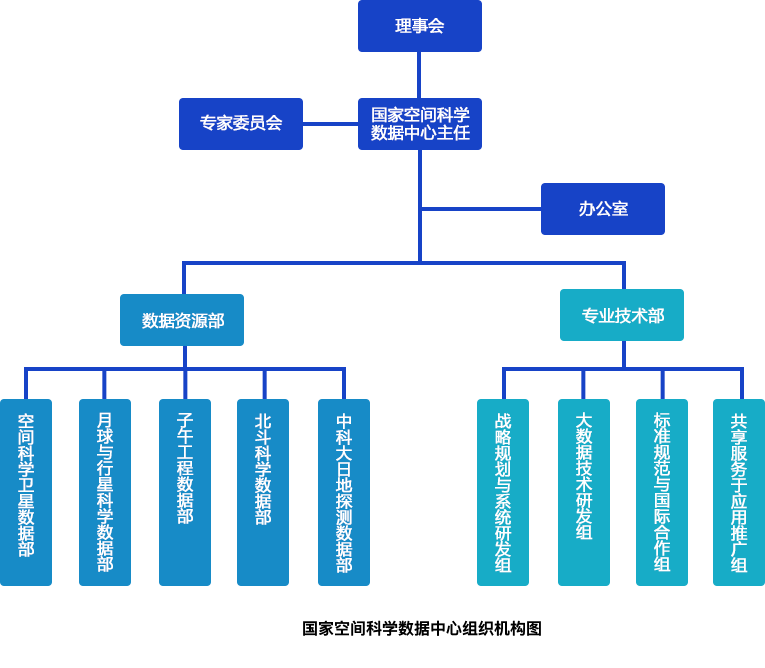 理事会
专家委员会
国家空间科学
数据中心主任
办公室
数据资源部
专业技术部
空间科学卫星数据部
月球与行星科学数据部
子午工程数据部
北斗科学数据部
中科大日地探测数据部
战略规划与系统研发组
大数据技术研发组
标准规范与国际合作组
共享服务于应用推广组
国家空间科学数据中心组织机构图